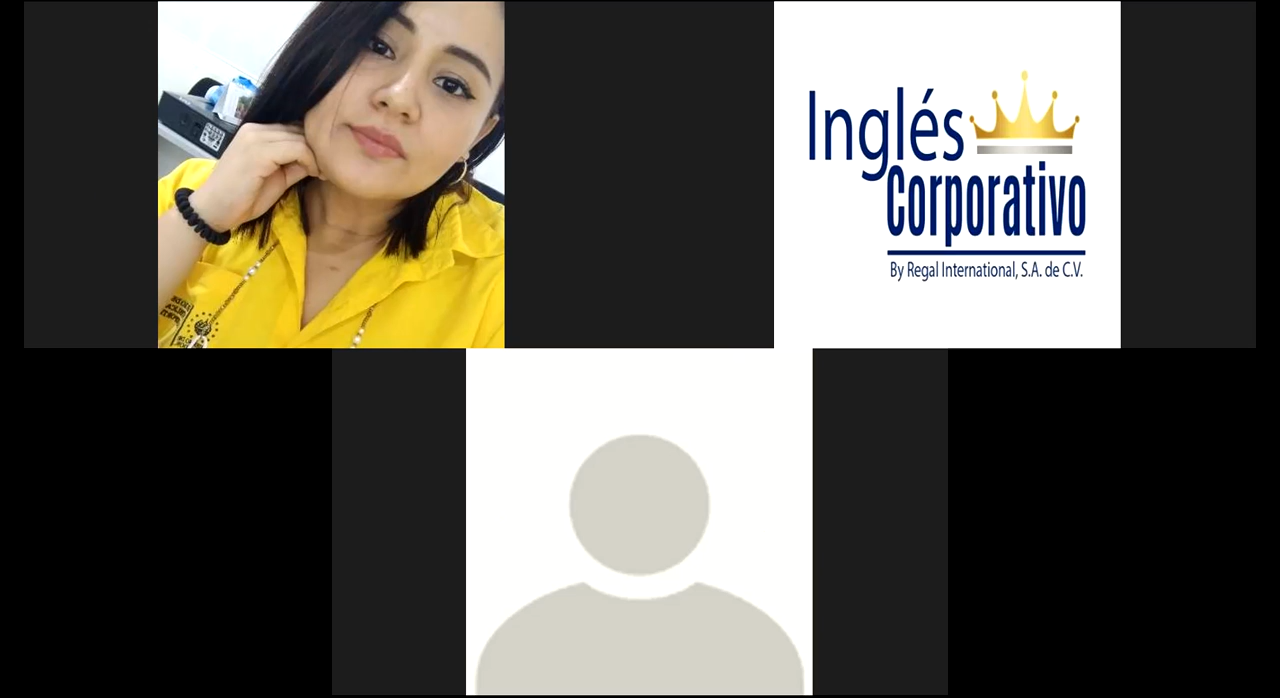 Inglés
Corporativo
By Regal International, S.A. de C.V.